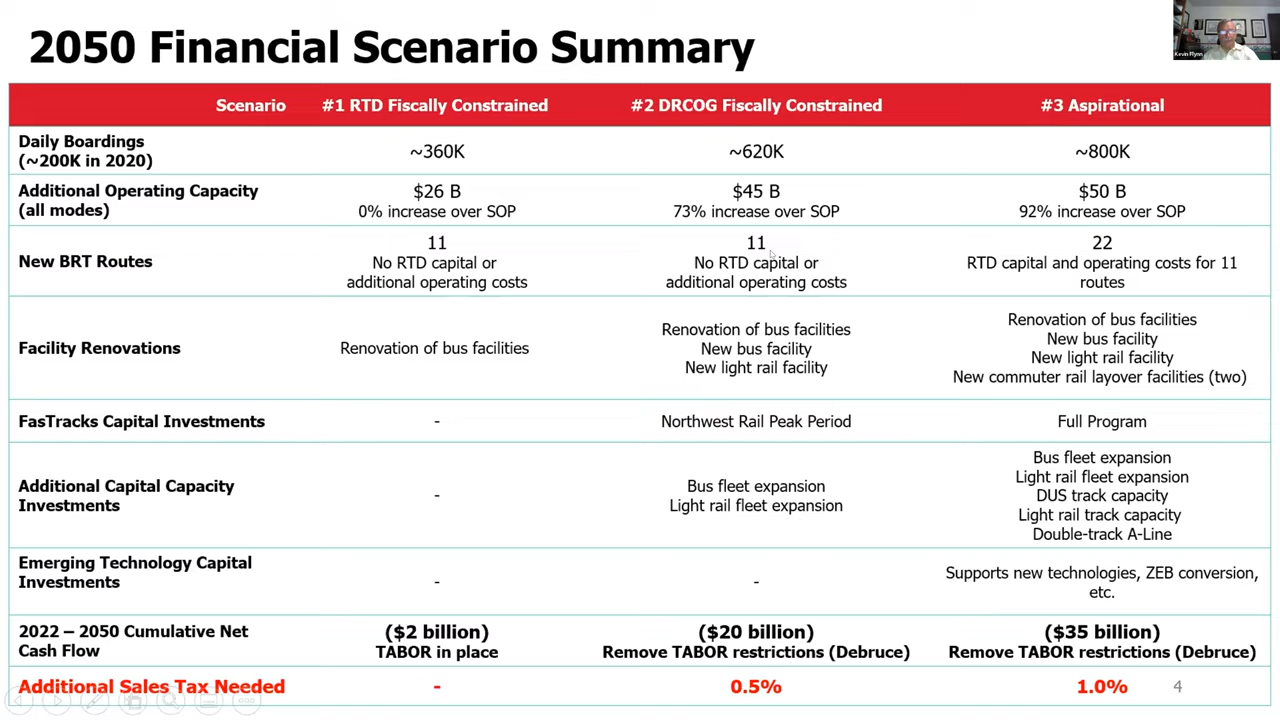 2050 Financial Scenario Summary
Kevin Flynn
Scenario #1 RTD Fiscally Constrained #2 DRCOG Fiscally Constrained #3 Aspirational
Daily Boardings
(~200K in 2020)
~360K ~620K ~800K
Additional Operating Capacity
(all modes)
$26 B $45 B $50 B
0% increase over SOP 73% increase over SOP 92% increase over SOP
New BRT Routes
11 11 22
No RTD capital or No RTD capital or RTD capital and operating costs for 11
additional operating costs additional operating costs routes
Facility Renovations
Renovation of bus facilities
Renovation of bus facilities
New bus facility
New light rail facility
Renovation of bus facilities
New bus facility
New light rail facility
New commuter rail layover facilities (two)
FasTracks Capital Investments - Northwest Rail Peak Period Full Program
Additional Capital Capacity
Investments
-
Bus fleet expansion
Light rail fleet expansion
Bus fleet expansion
Light rail fleet expansion
DUS track capacity
Light rail track capacity
Double-track A-Line
Emerging Technology Capital
Investments
- -
Supports new technologies, ZEB conversion,
etc.
2022 – 2050 Cumulative Net
Cash Flow
($2 billion) ($20 billion) ($35 billion)
TABOR in place Remove TABOR restrictions (Debruce) Remove TABOR restrictions (Debruce)
Additional Sales Tax Needed - 0.5% 1.0% 4